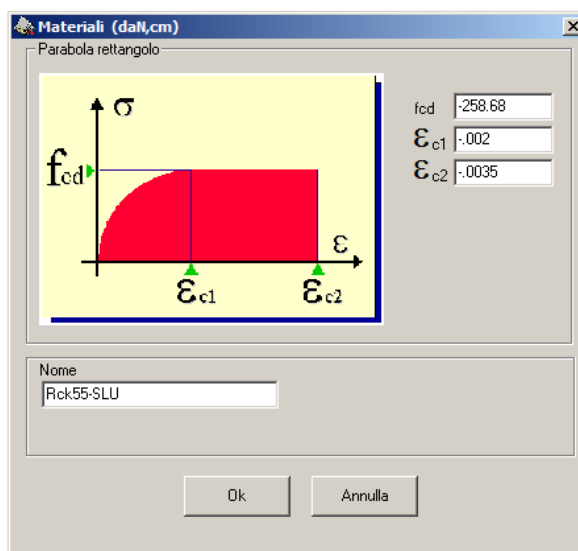 Materiali (daN,cm)
Parabola rettangolo
σ
fcd
ε
εc1
εc2
fcd -258.68
εc1 -.002
εc2 -.0035
Nome
Rck55-SLU
Ok
Annulla